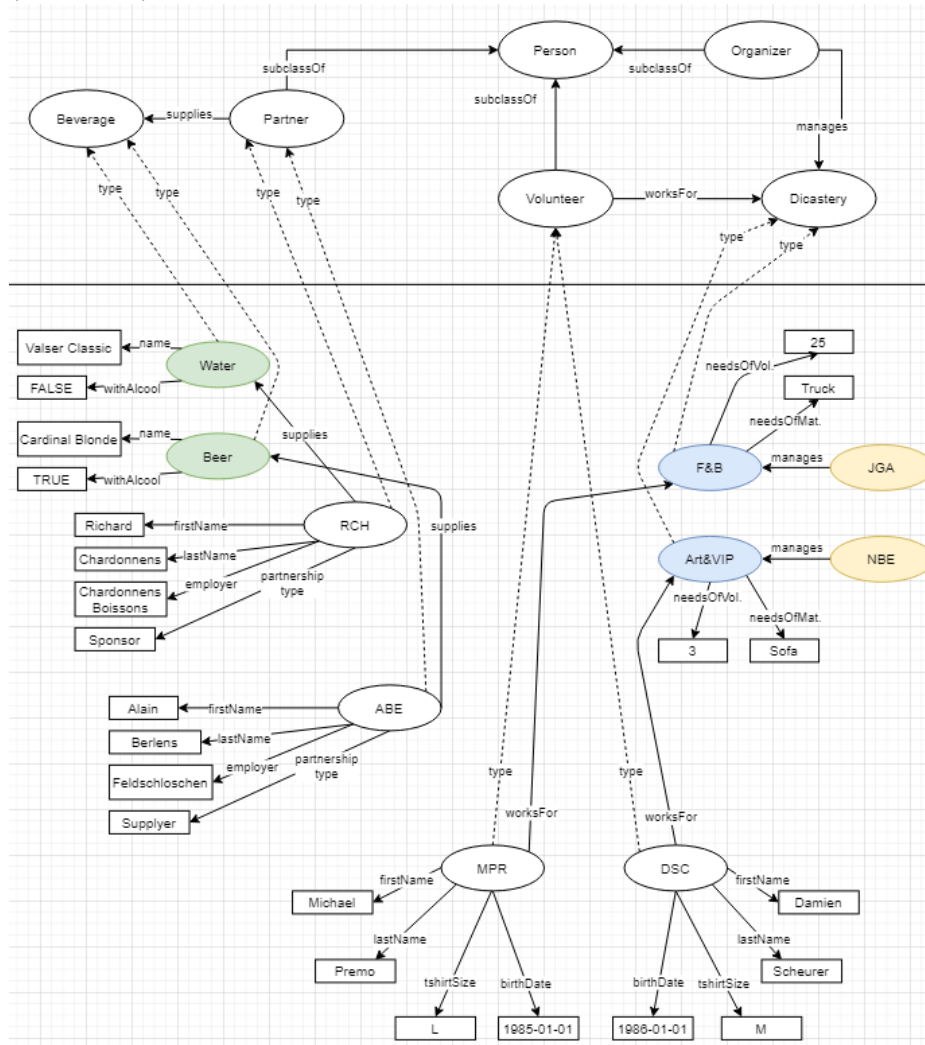 Person
Organizer
subclassOf
subclassOf
subclassOf
Beverage
supplies
Partner
manages
type
type
type
type
Volunteer
worksFor
Dicastery
type
type
Valser Classic
name
Water
FALSE
withAlcool
25
needsOfVol.
Truck
needsOfMat.
Cardinal Blonde
name
Beer
supplies
TRUE
withAlcool
F&B
manages
JGA
Richard
firstName
RCH
supplies
Chardonnens
lastName
employer
partnership
type
Chardonnens
Boissons
Sponsor
Art&VIP
manages
NBE
needsOfVol.
needsOfMat.
3
Sofa
Alain
firstName
ABE
Berlens
lastName
employer
partnership
type
Feldschloschen
Supplyer
type
type
worksFor
worksFor
MPR
DSC
firstName
firstName
Michael
Damien
lastName
lastName
Premo
Scheurer
tshirtSize
birthDate
birthDate
tshirtSize
L
1985-01-01
1986-01-01
M